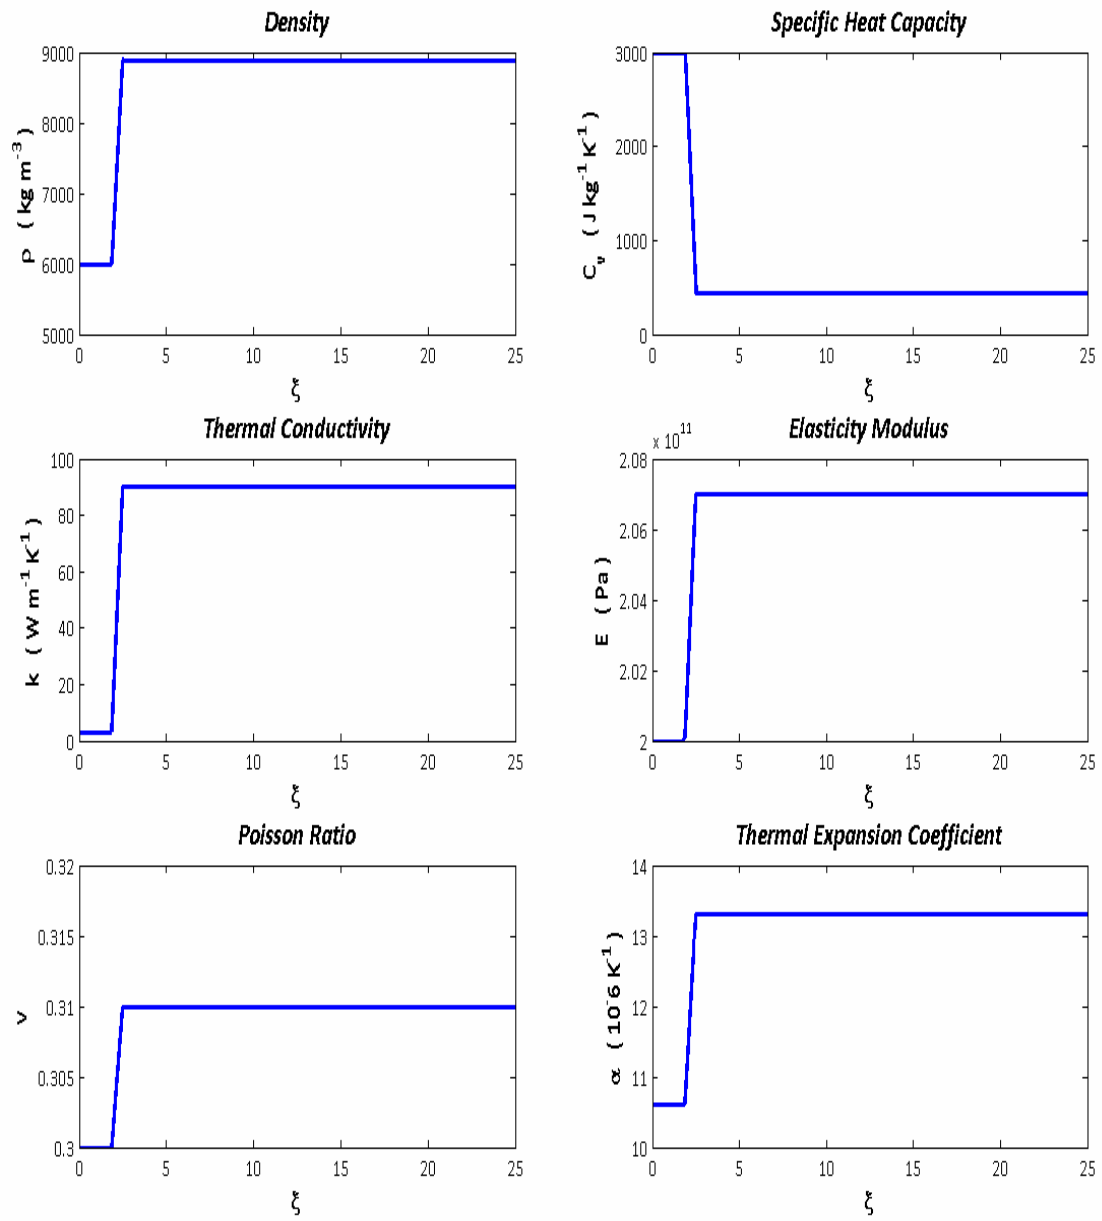 Density
9000
8000
7000
6000
5000
P ( kg m-3)
0 5 10 15 20 25
ξ
Specific Heat Capacity
3000
2000
1000
0
Cv ( J kg-1 K-1)
0 5 10 15 20 25
ξ
Thermal Conductivity
100
80
60
40
20
0
k ( W m-1 K-1)
0 5 10 15 20 25
ξ
Elasticity Modulus
x 10^11
2.08
2.06
2.04
2.02
2
E ( Pa )
0 5 10 15 20 25
ξ
Poisson Ratio
0.32
0.315
0.31
0.305
0.3
v
0 5 10 15 20 25
ξ
Thermal Expansion Coefficient
14
13
12
11
10
α ( 10-6 K-1)
0 5 10 15 20 25
ξ